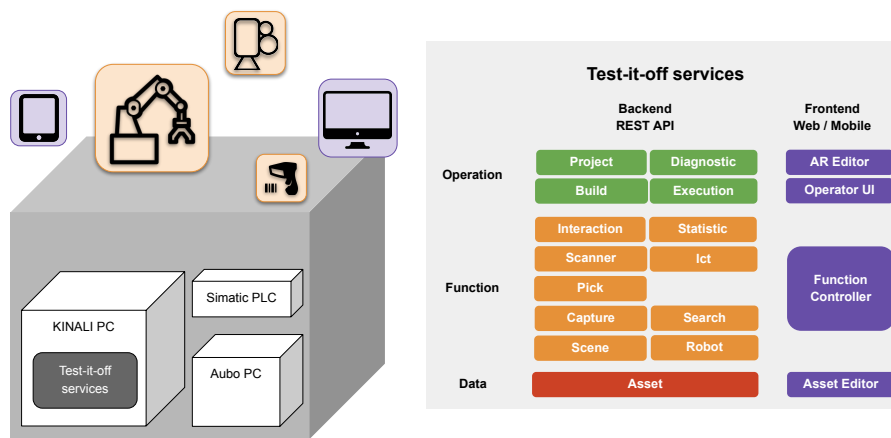 KINALI PC
Test-it-off
services
Simatic PLC
Aubo PC
Test-it-off services
Backend
REST API
Frontend
Web / Mobile
Operation
Project
Diagnostic
Build
Execution
AR Editor
Operator UI
Function
Interaction
Statistic
Scanner
Ict
Pick
Capture
Search
Scene
Robot
Function
Controller
Data
Asset
Asset Editor